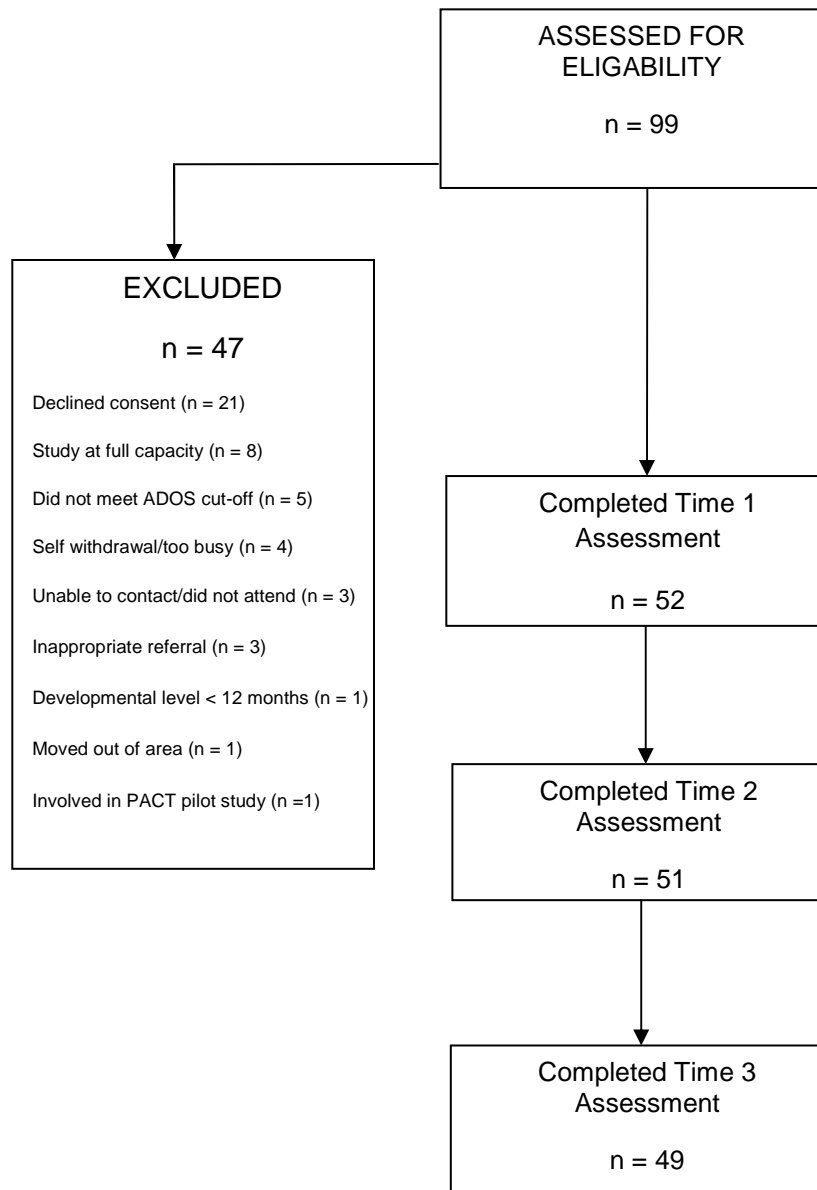 ASSESSED FOR
ELIGABILITY
n = 99
EXCLUDED
n = 47
Declined consent (n = 21)
Study at full capacity (n = 8)
Did not meet ADOS cut-off (n = 5)
Self withdrawal/too busy (n = 4)
Unable to contact/did not attend (n = 3)
Inappropriate referral (n = 3)
Developmental level < 12 months (n = 1)
Moved out of area (n = 1)
Involved in PACT pilot study (n =1)
Completed Time 1
Assessment
n = 52
Completed Time 2
Assessment
n = 51
Completed Time 3
Assessment
n = 49